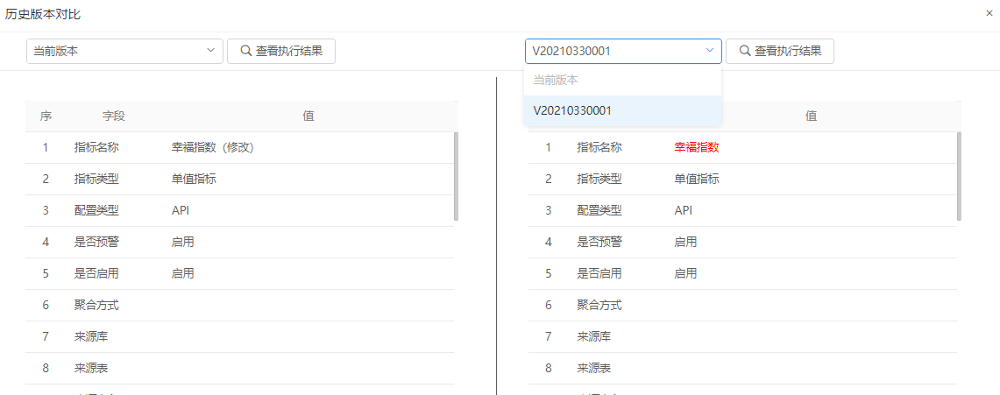 历史版本对比
×
当前版本 查看执行结果 V20210330001 查看执行结果
当前版本
V20210330001
序 字段 值 值
1 指标名称 幸福指数（修改） 1 指标名称 幸福指数
2 指标类型 单值指标 2 指标类型 单值指标
3 配置类型 API 3 配置类型 API
4 是否预警 启用 4 是否预警 启用
5 是否启用 启用 5 是否启用 启用
6 聚合方式 6 聚合方式
7 来源库 7 来源库
8 来源表 8 来源表